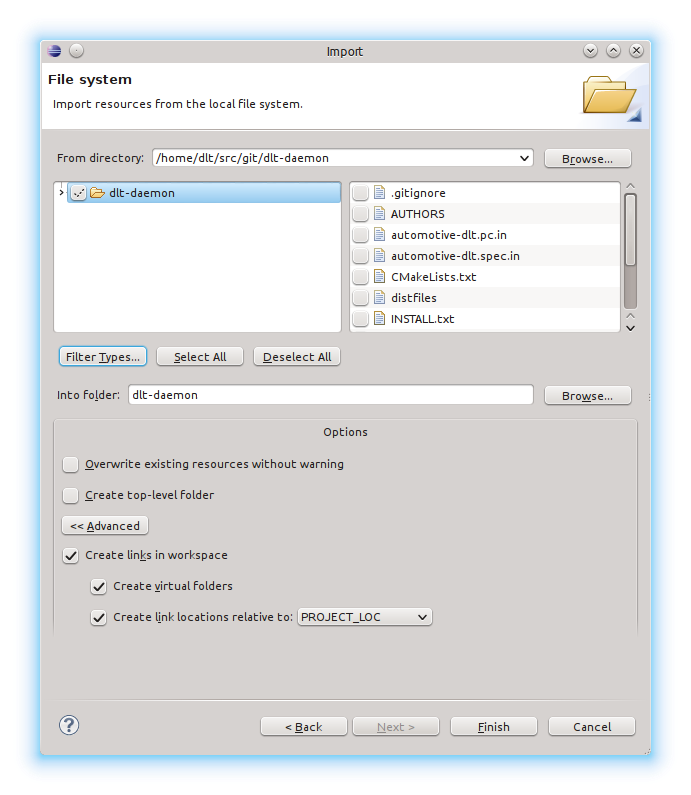 Import
File system
Import resources from the local file system.
From directory: /home/dlt/src/git/dlt-daemon Browse...
dlt-daemon
.gitignore
AUTHORS
automotive-dlt.pc.in
automotive-dlt.spec.in
CMakeLists.txt
distfiles
INSTALL.txt
Filter Types... Select All Deselect All
Into folder: dlt-daemon Browse...
Options
Overwrite existing resources without warning
Create top-level folder
<< Advanced
Create links in workspace
Create virtual folders
Create link locations relative to: PROJECT_LOC
? < Back Next > Finish Cancel